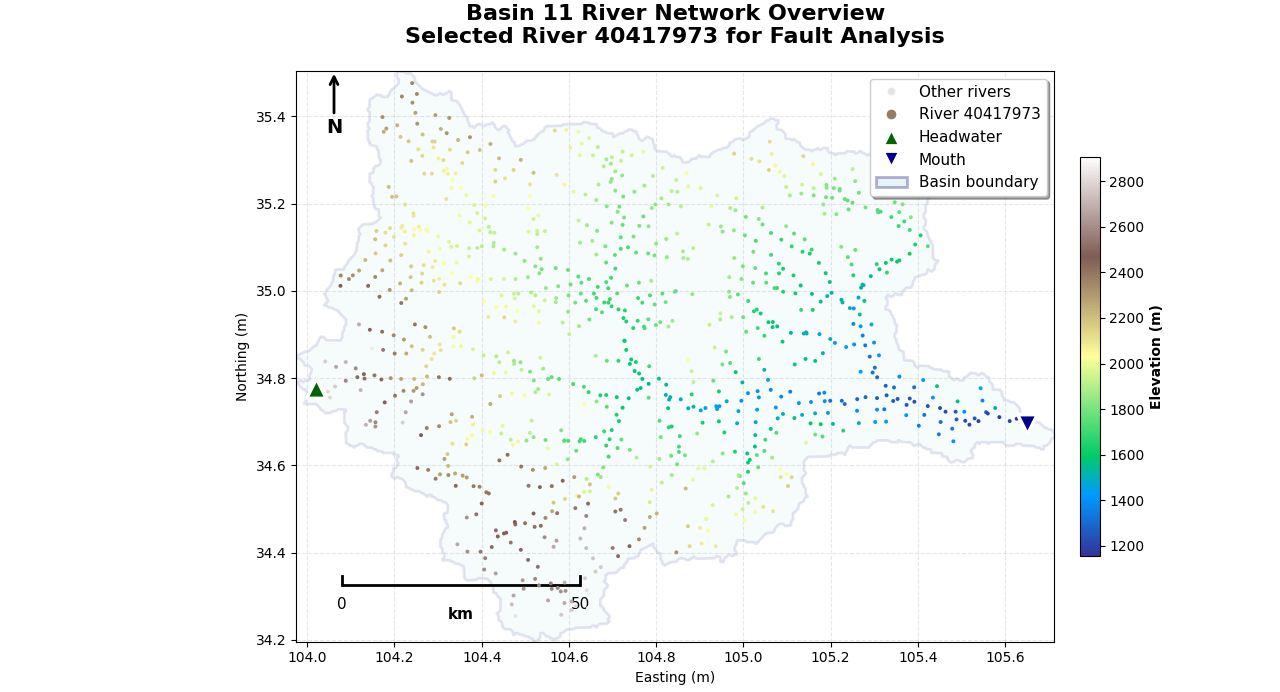 Basin 11 River Network Overview
Selected River 40417973 for Fault Analysis
N
Other rivers
River 40417973
Headwater
Mouth
Basin boundary
35.4
35.2
35.0
34.8
34.6
34.4
34.2
Northing (m)
0
50
km
104.0
104.2
104.4
104.6
104.8
105.0
105.2
105.4
105.6
Easting (m)
2800
2600
2400
2200
2000
1800
1600
1400
1200
Elevation (m)